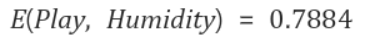 E(Play, Humidity) = 0.7884